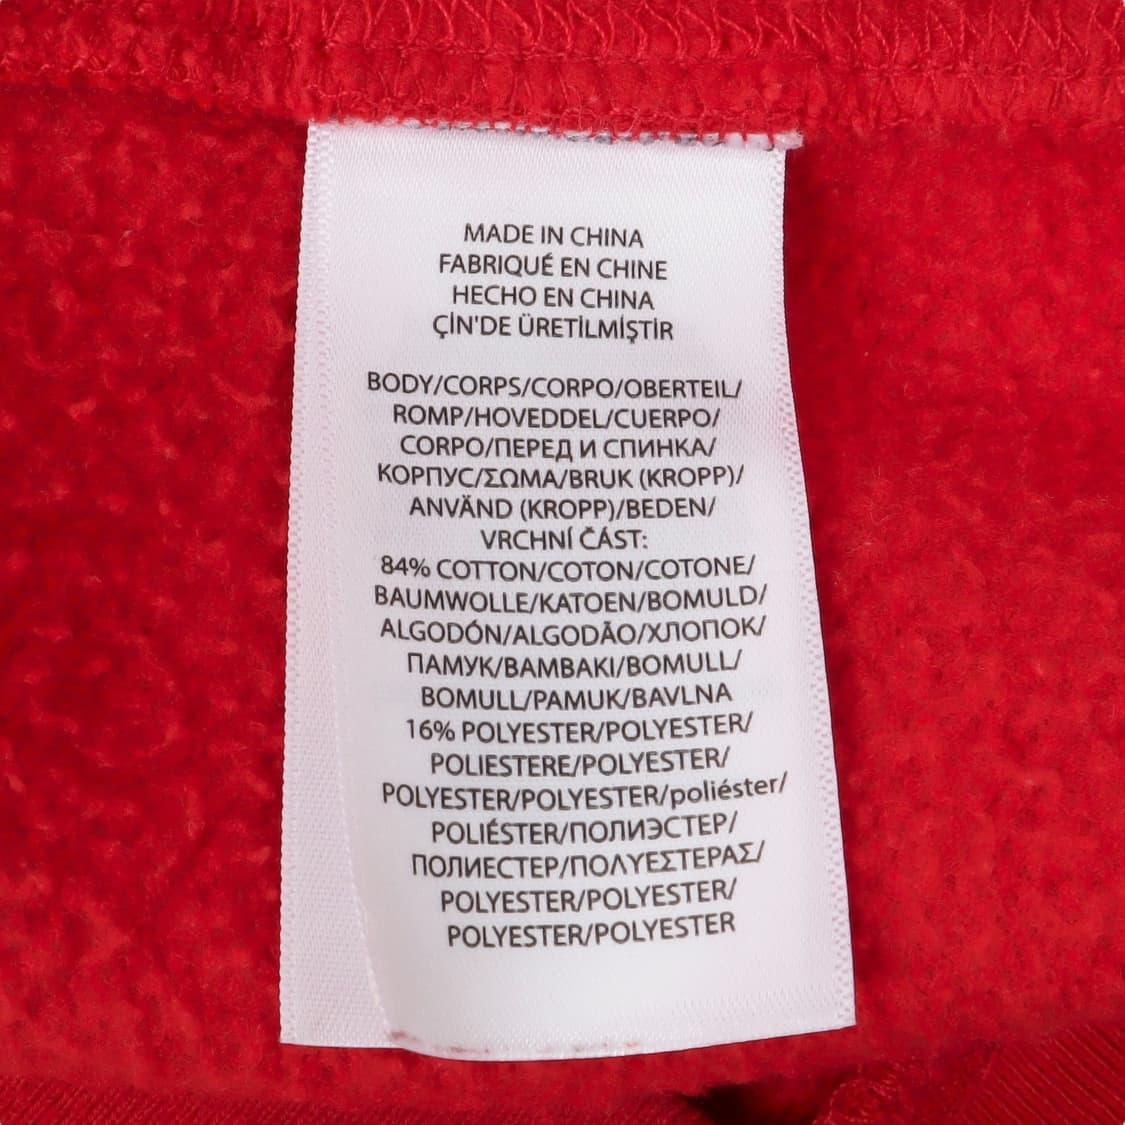 MADE IN CHINA
FABRIQUÉ EN CHINE
HECHO EN CHINA
ÇİN'DE ÜRETİLMİŞTİR
BODY/CORPS/CORPO/OBERTEIL/
ROMP/HOVEDDEL/CUERPO/
CORPO/ПЕРЕД И СПИНКА/
КОРПУС/ΣΩΜΑ/BRUK (KROPP)/
ANVÄND (KROPP)/BEDEN/
VRCHNÍ ČÁST:
84% COTTON/COTON/COTONE/
BAUMWOLLE/KATOEN/BOMULD/
ALGODÓN/ALGODÃO/ХЛОПОК/
ПАМУК/ΒΑΜΒΑΚΙ/BOMULL/
BOMULL/PAMUK/BAVLNA
16% POLYESTER/POLYESTER/
POLIESTERE/POLYESTER/
POLYESTER/POLYESTER/poliéster/
POLIÉSTER/ПОЛИЭСТЕР/
ПОЛИЕСТЕР/ΠΟΛΥΕΣΤΕΡΑΣ/
POLYESTER/POLYESTER/
POLYESTER/POLYESTER